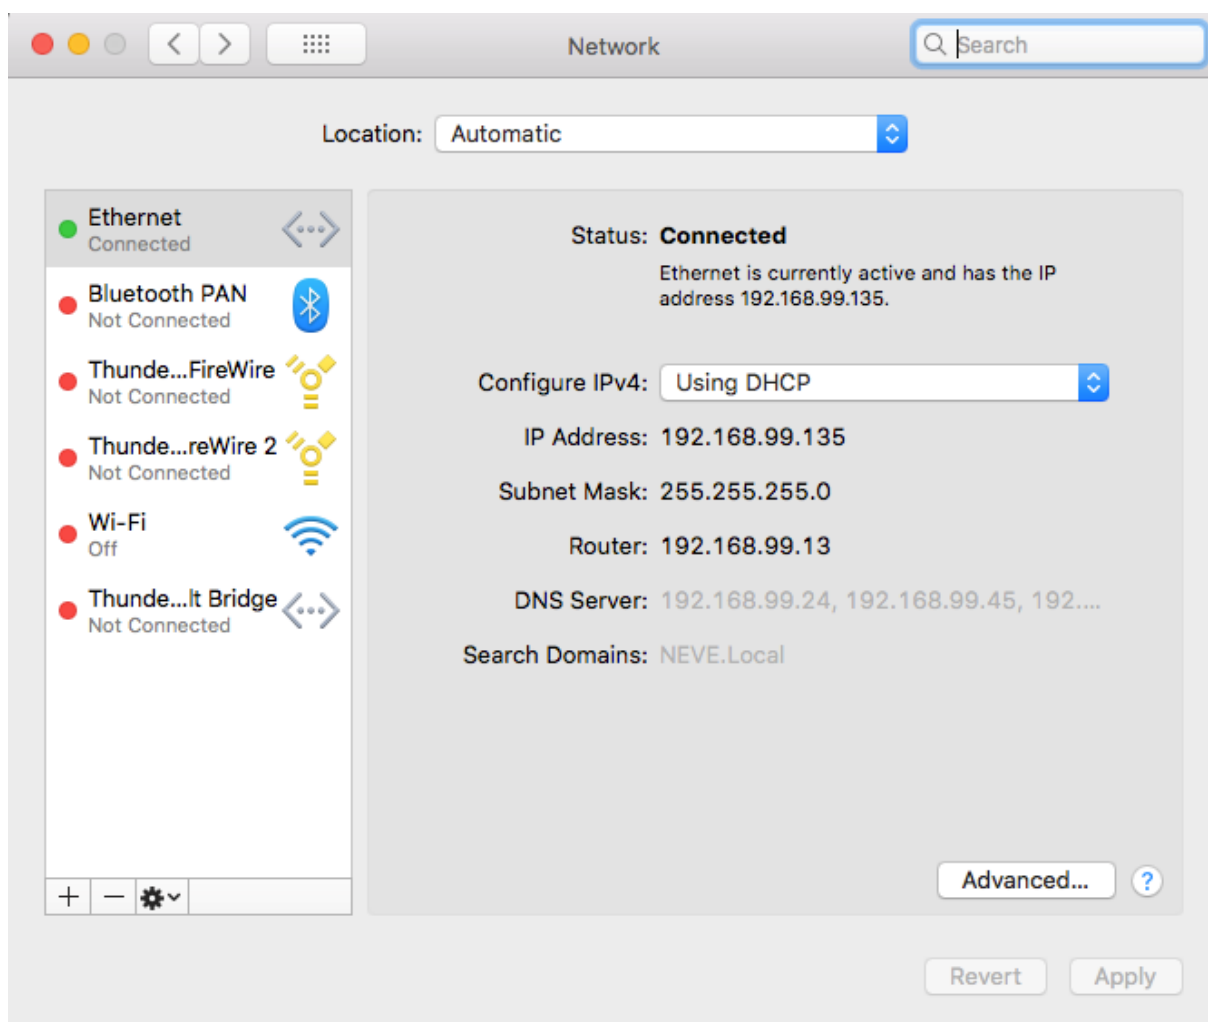 Network
Search
Location: Automatic
Ethernet
Connected
Bluetooth PAN
Not Connected
Thunde...FireWire
Not Connected
Thunde...reWire 2
Not Connected
Wi-Fi
Off
Thunde...lt Bridge
Not Connected
Status: Connected
Ethernet is currently active and has the IP
address 192.168.99.135.
Configure IPv4: Using DHCP
IP Address: 192.168.99.135
Subnet Mask: 255.255.255.0
Router: 192.168.99.13
DNS Server: 192.168.99.24, 192.168.99.45, 192....
Search Domains: NEVE.Local
Advanced... ?
Revert Apply